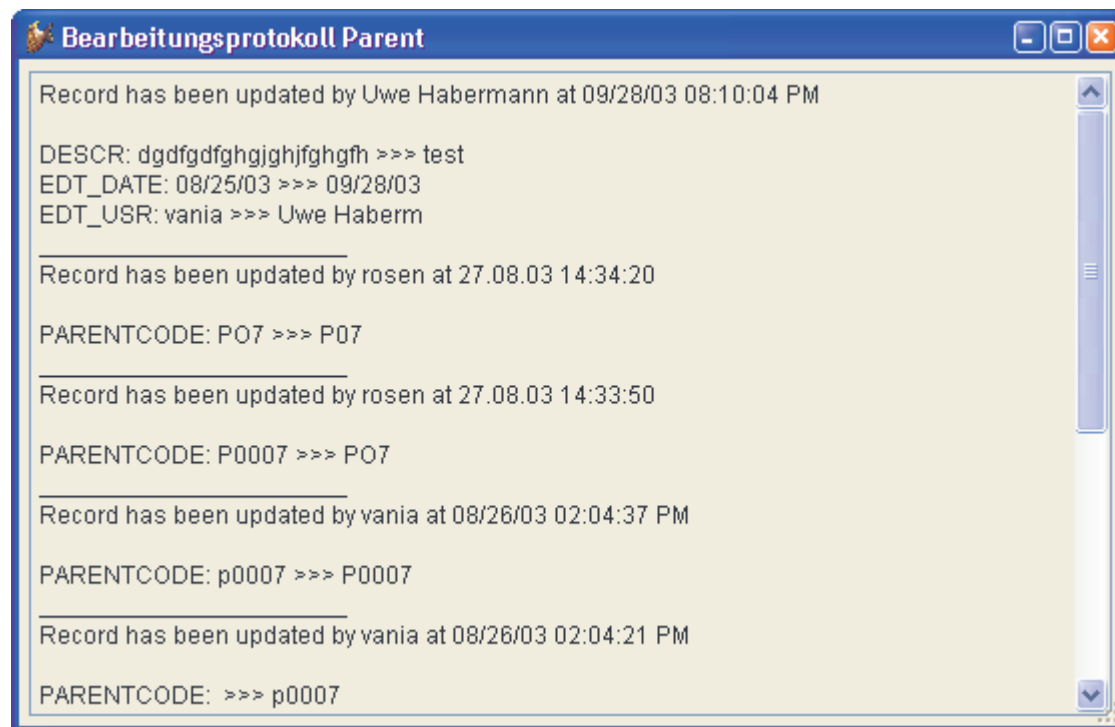 Bearbeitungsprotokoll Parent
Record has been updated by Uwe Habermann at 09/28/03 08:10:04 PM
DESCR: dgdfgdfghgjghjfghgfh >>> test
EDT_DATE: 08/25/03 >>> 09/28/03
EDT_USR: vania >>> Uwe Haberm
______________________
Record has been updated by rosen at 27.08.03 14:34:20
PARENTCODE: PO7 >>> P07
______________________
Record has been updated by rosen at 27.08.03 14:33:50
PARENTCODE: P0007 >>> PO7
______________________
Record has been updated by vania at 08/26/03 02:04:37 PM
PARENTCODE: p0007 >>> P0007
______________________
Record has been updated by vania at 08/26/03 02:04:21 PM
PARENTCODE:  >>> p0007